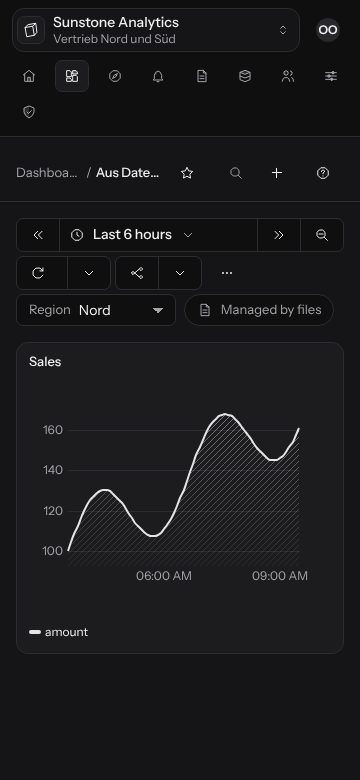 Sunstone Analytics
Vertrieb Nord und Süd
OO
Dashboa... / Aus Date...
Last 6 hours
Region Nord
Managed by files
Sales
160
140
120
100
06:00 AM 09:00 AM
amount